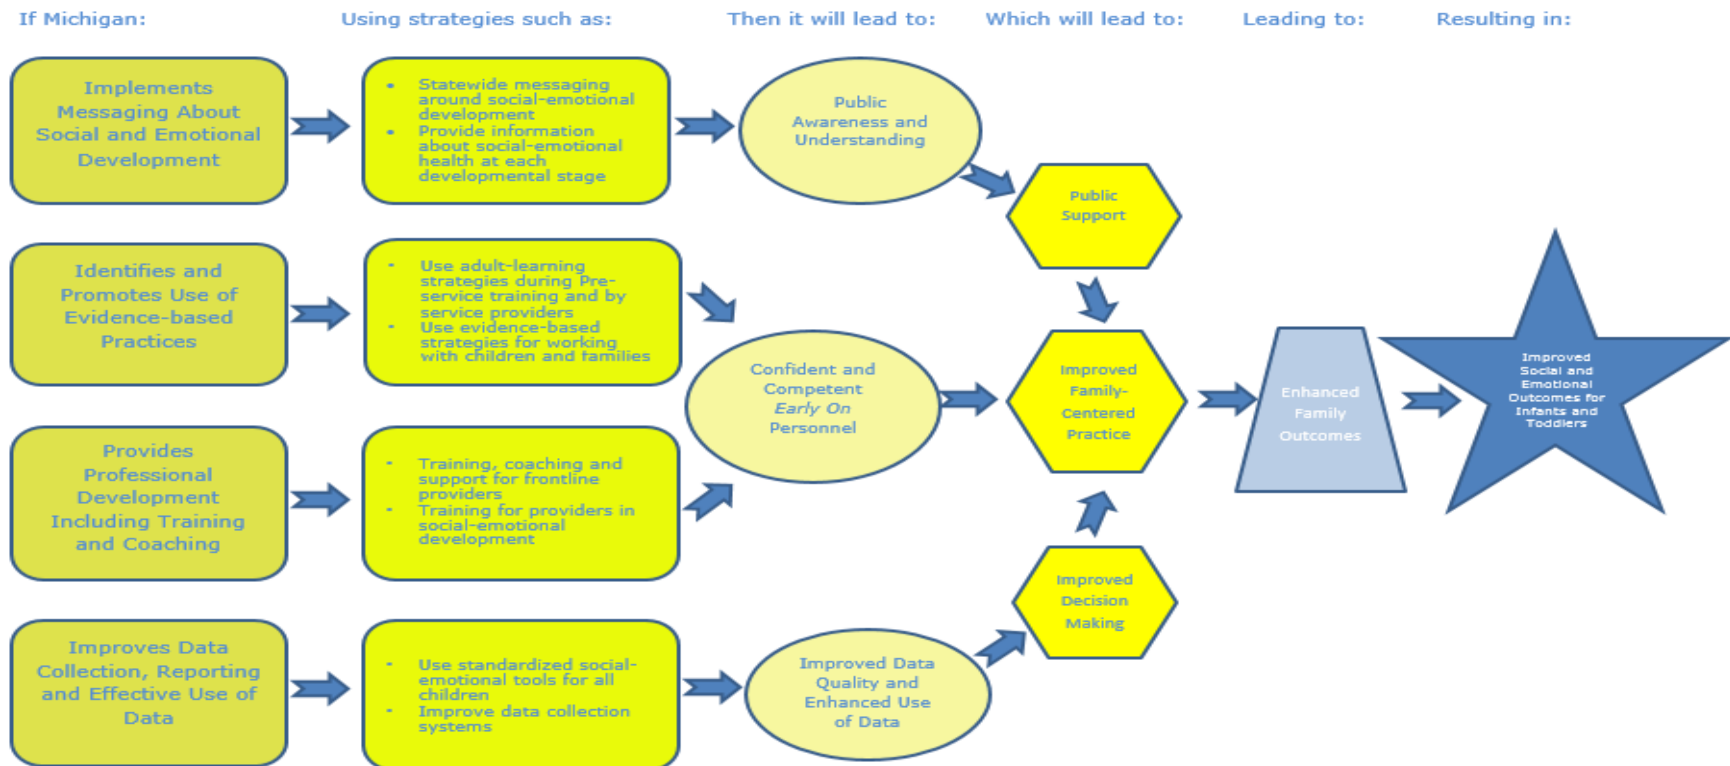 If Michigan:
Using strategies such as:
Then it will lead to:
Which will lead to:
Leading to:
Resulting in:
Implements
Messaging About
Social and Emotional
Development
• Statewide messaging
around social-emotional
development
• Provide information
about social-emotional
health at each
developmental stage
Public
Awareness and
Understanding
Public
Support
Identifies and
Promotes Use of
Evidence-based
Practices
- Use adult-learning
strategies during Pre-
service training and by
service providers
- Use evidence-based
strategies for working
with children and families
Confident and
Competent
Early On
Personnel
Improved
Family-
Centered
Practice
Enhanced
Family
Outcomes
Improved
Social and
Emotional
Outcomes for
Infants and
Toddlers
Provides
Professional
Development
Including Training
and Coaching
- Training, coaching and
support for frontline
providers
- Training for providers in
social-emotional
development
Improved
Decision
Making
Improves Data
Collection, Reporting
and Effective Use of
Data
- Use standardized social-
emotional tools for all
children
- Improve data collection
systems
Improved Data
Quality and
Enhanced Use
of Data